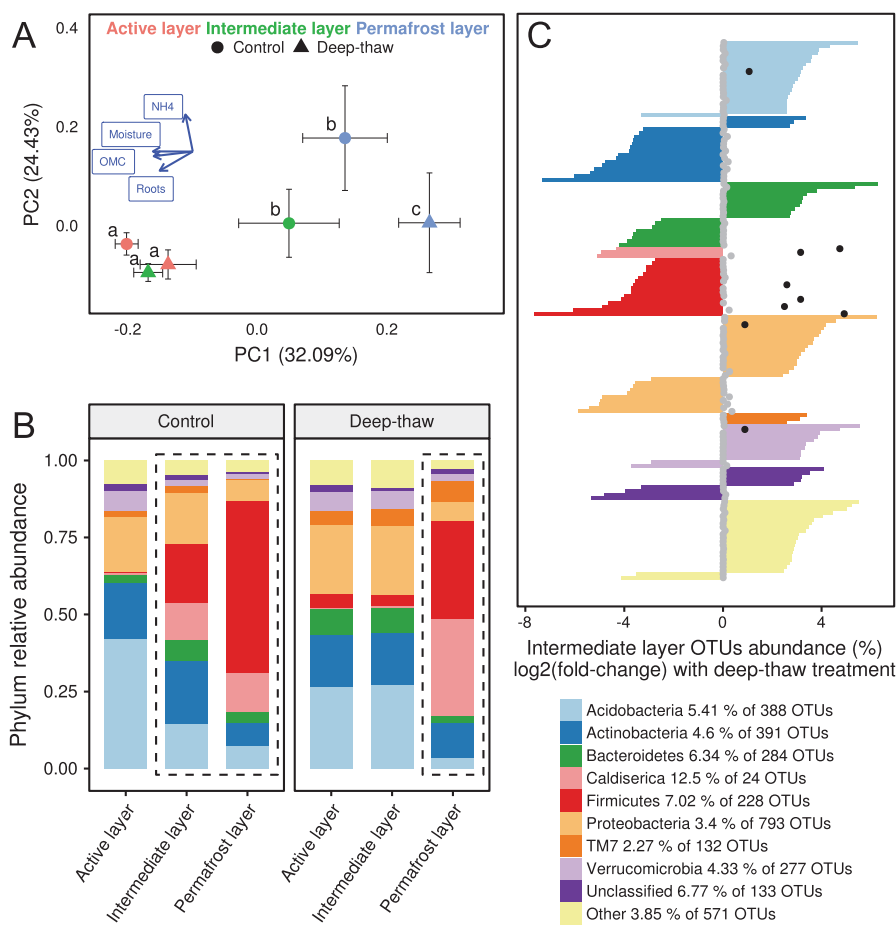 A
Active layer Intermediate layer Permafrost layer
Control Deep-thaw
0.4
0.2
0.0
PC2 (24.43%)
NH4
Moisture
OMC
Roots
b
b
c
a
a
a
-0.2 0.0 0.2
PC1 (32.09%)
B
Control Deep-thaw
1.00
0.75
0.50
0.25
0.00
Phylum relative abundance
Active layer
Intermediate layer
Permafrost layer
Active layer
Intermediate layer
Permafrost layer
C
-8 -4 0 4
Intermediate layer OTUs abundance (%)
log2(fold-change) with deep-thaw treatment
Acidobacteria 5.41 % of 388 OTUs
Actinobacteria 4.6 % of 391 OTUs
Bacteroidetes 6.34 % of 284 OTUs
Caldiserica 12.5 % of 24 OTUs
Firmicutes 7.02 % of 228 OTUs
Proteobacteria 3.4 % of 793 OTUs
TM7 2.27 % of 132 OTUs
Verrucomicrobia 4.33 % of 277 OTUs
Unclassified 6.77 % of 133 OTUs
Other 3.85 % of 571 OTUs